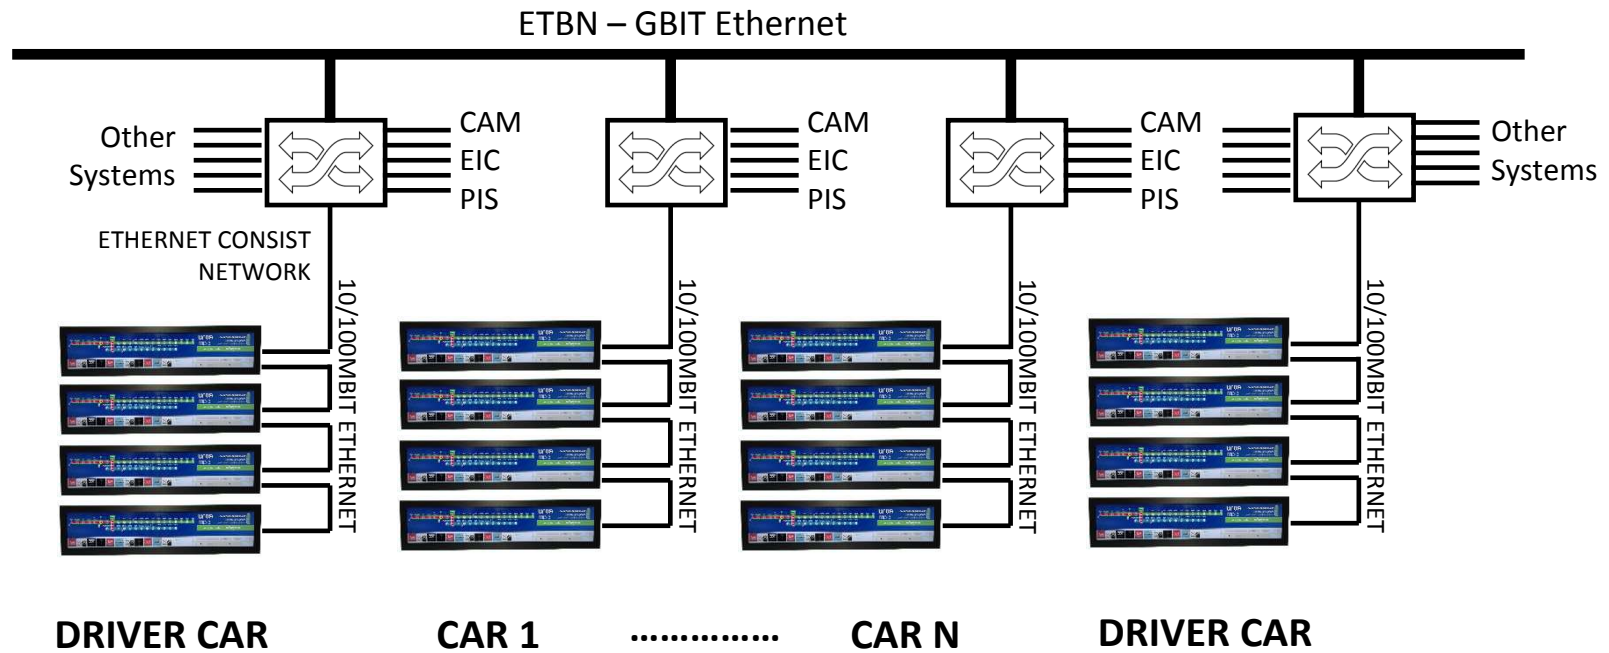 ETBN – GBIT Ethernet
Other
Systems
CAM
EIC
PIS
CAM
EIC
PIS
CAM
EIC
PIS
Other
Systems
ETHERNET CONSIST
NETWORK
10/100MBIT ETHERNET
10/100MBIT ETHERNET
10/100MBIT ETHERNET
10/100MBIT ETHERNET
DRIVER CAR
CAR 1
...............
CAR N
DRIVER CAR